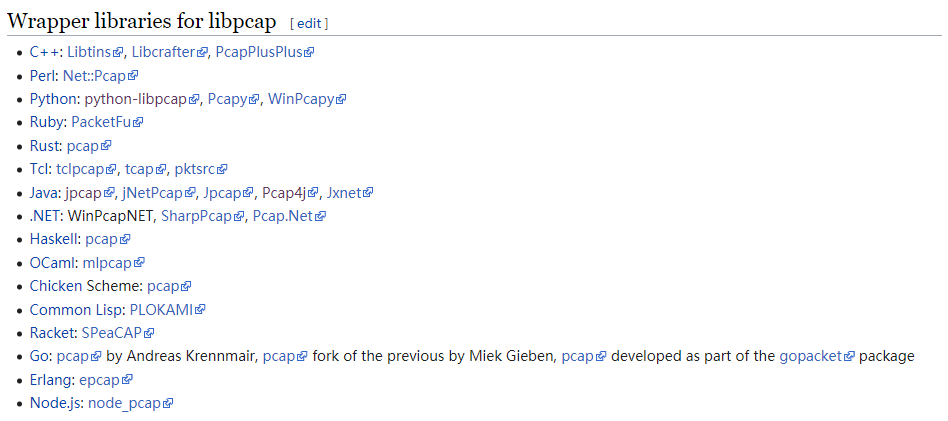 Wrapper libraries for libpcap [ edit ]
C++: Libtins, Libcrafter, PcapPlusPlus
Perl: Net::Pcap
Python: python-libpcap, Pcapy, WinPcapy
Ruby: PacketFu
Rust: pcap
Tcl: tclpcap, tcap, pktsrc
Java: jpcap, jNetPcap, Jpcap, Pcap4j, Jxnet
.NET: WinPcapNET, SharpPcap, Pcap.Net
Haskell: pcap
OCaml: mlpcap
Chicken Scheme: pcap
Common Lisp: PLOKAMI
Racket: SPeaCAP
Go: pcap by Andreas Krennmair, pcap fork of the previous by Miek Gieben, pcap developed as part of the gopacket package
Erlang: epcap
Node.js: node_pcap